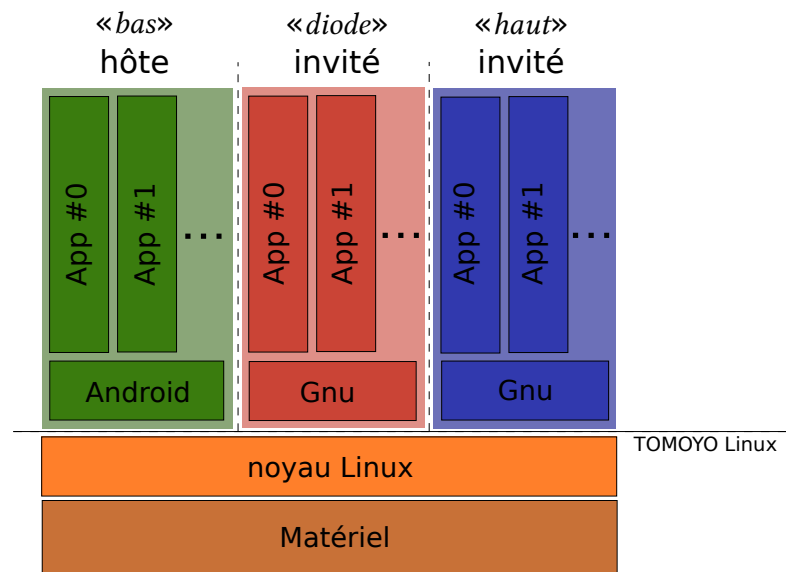 «bas» «diode» «haut»
hôte invité invité
App #0 App #1 ... App #0 App #1 ... App #0 App #1 ...
Android Gnu Gnu
TOMOYO Linux
noyau Linux
Matériel